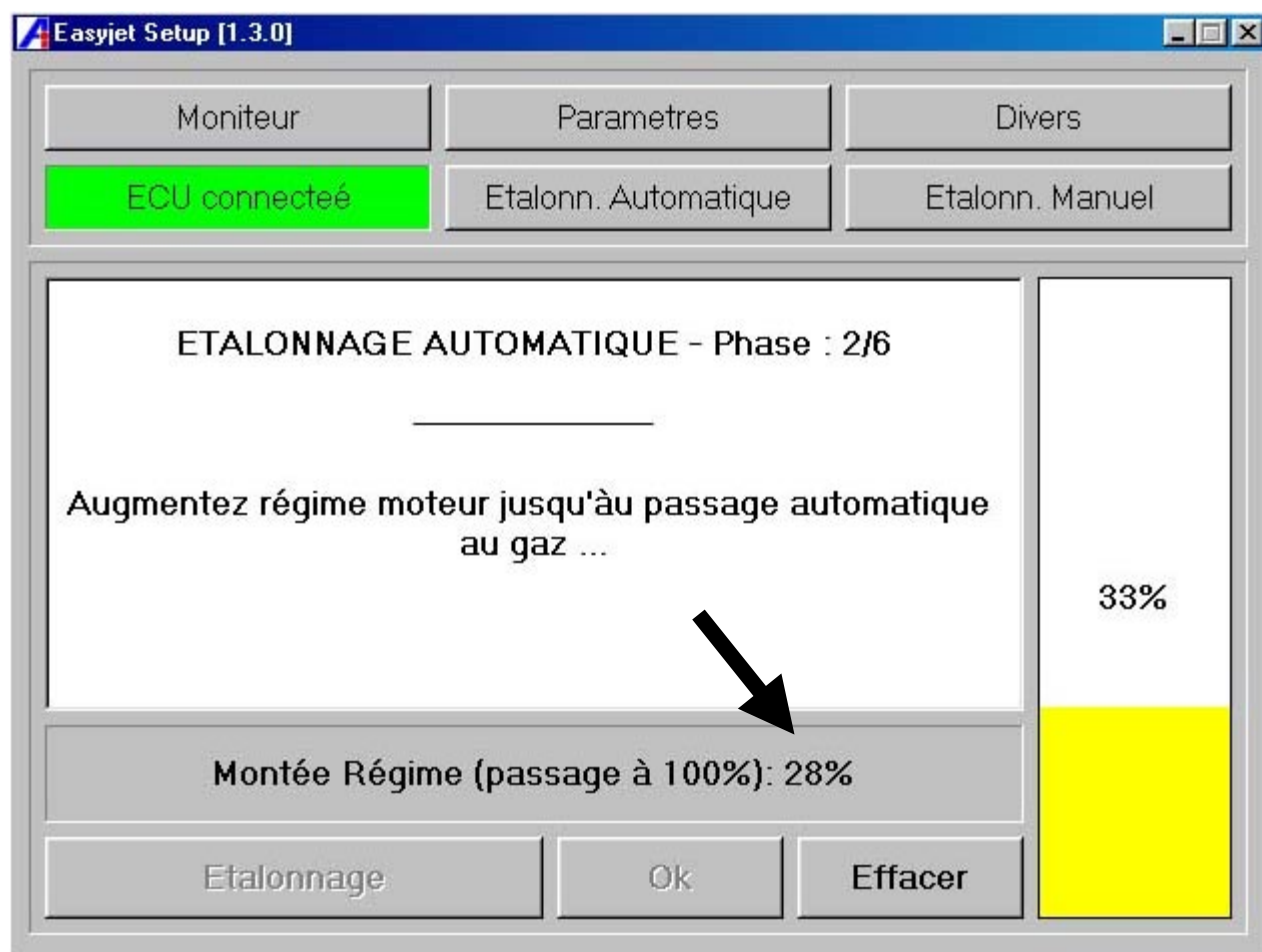 Easyjet Setup [1.3.0]
Moniteur
Parametres
Divers
ECU connecteé
Etalonn. Automatique
Etalonn. Manuel
ETALONNAGE AUTOMATIQUE - Phase : 2/6
Augmentez régime moteur jusqu'àu passage automatique
au gaz ...
33%
Montée Régime (passage à 100%): 28%
Etalonnage
Ok
Effacer